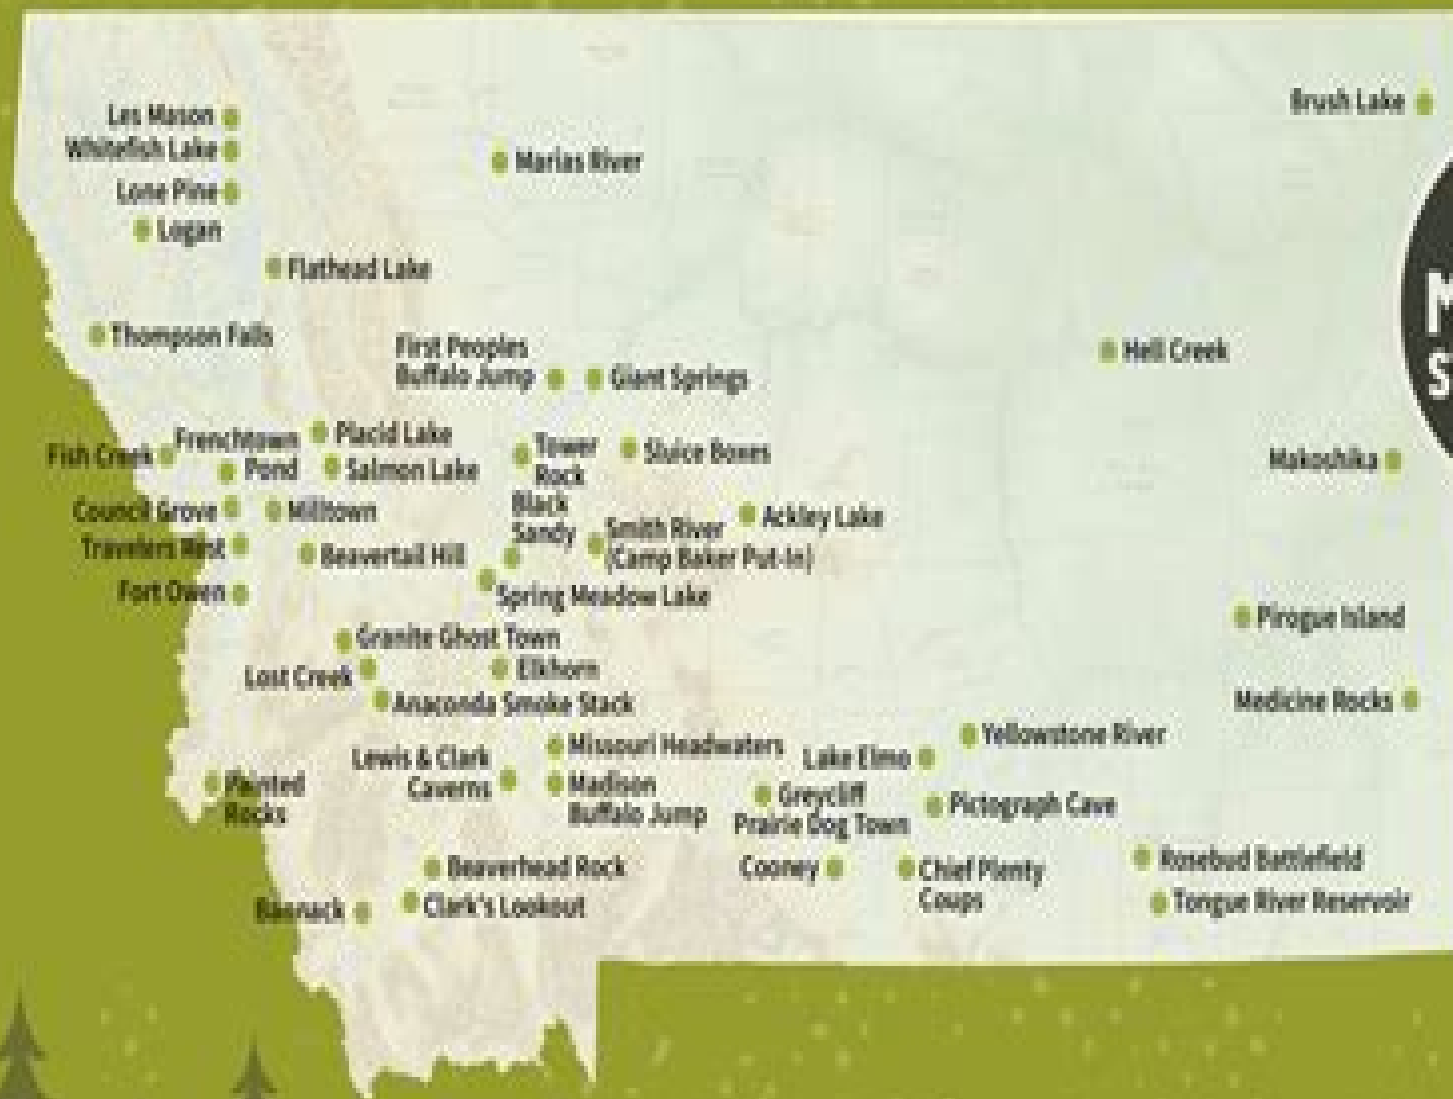 Les Mason
Brush Lake
Whitefish Lake
Marias River
Lone Pine
Logan
Flathead Lake
Thompson Falls
First Peoples
Buffalo Jump
Giant Springs
Hell Creek
Placid Lake
Frenchtown
Pond
Fish Creek
Salmon Lake
Tower
Rock
Sluice Boxes
Makoshika
Council Grove
Milltown
Black
Sandy
Ackley Lake
Smith River
(Camp Baker Put-In)
Travelers Rest
Beavertail Hill
Fort Owen
Spring Meadow Lake
Pirogue Island
Granite Ghost Town
Lost Creek
Elkhorn
Anaconda Smoke Stack
Medicine Rocks
Yellowstone River
Missouri Headwaters
Lake Elmo
Lewis & Clark
Caverns
Painted
Rocks
Madison
Buffalo Jump
Greycliff
Prairie Dog Town
Pictograph Cave
Beaverhead Rock
Cooney
Chief Plenty
Coups
Rosebud Battlefield
Bannack
Clark's Lookout
Tongue River Reservoir
M
S